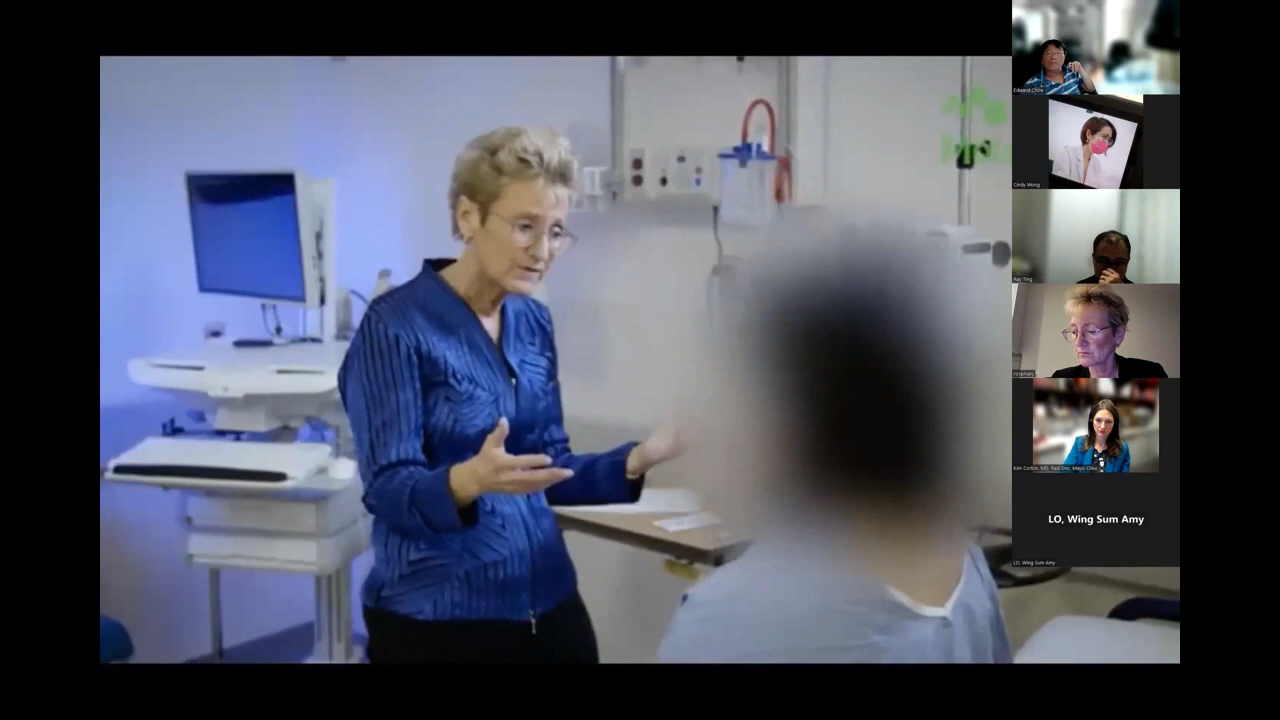 Edward Chow
Cindy Wong
Ray Ting
rosemary
Kim Corbin, MD, Rad Onc, Mayo Clinic
LO, Wing Sum Amy
LO, Wing Sum Amy